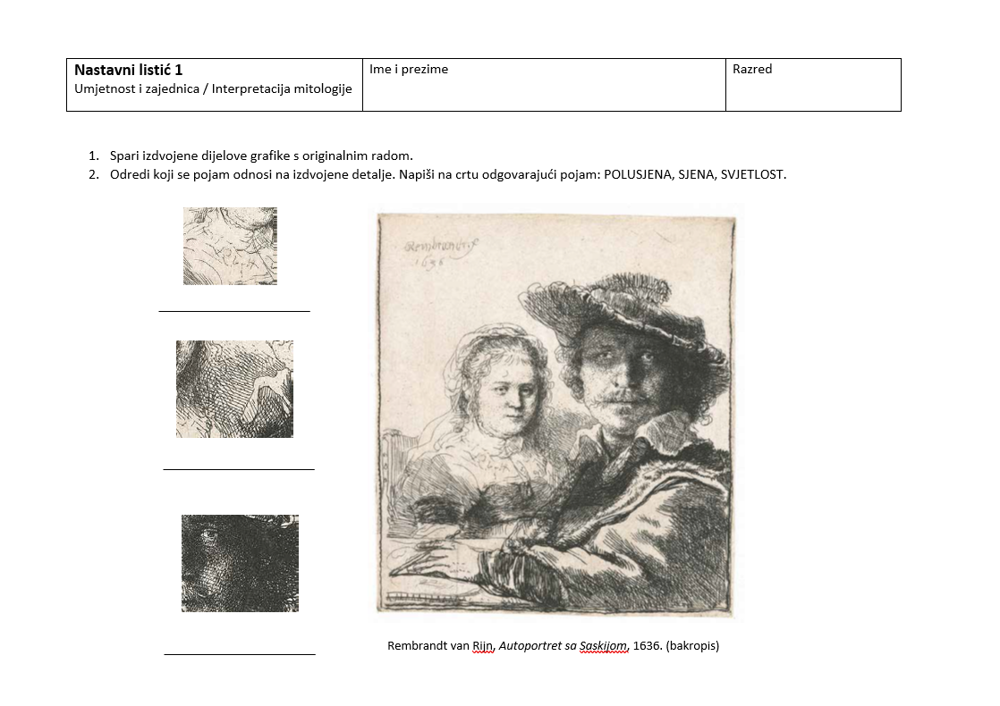 Nastavni listić 1
Umjetnost i zajednica / Interpretacija mitologije
Ime i prezime
Razred
1. Spari izdvojene dijelove grafike s originalnim radom.
2. Odredi koji se pojam odnosi na izdvojene detalje. Napiši na crtu odgovarajući pojam: POLUSJENA, SJENA, SVJETLOST.
Rembrandt f
1636
Rembrandt van Rijn, Autoportret sa Saskijom, 1636. (bakropis)